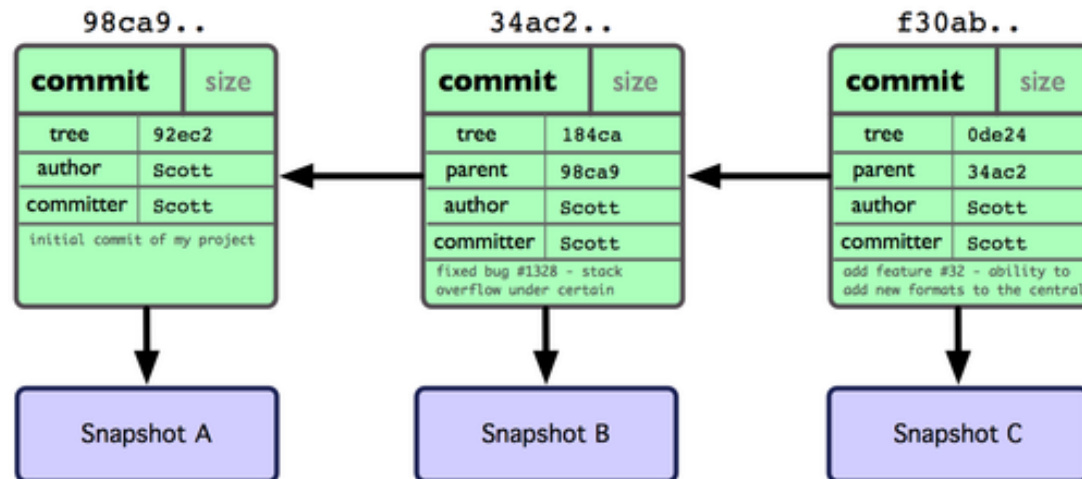 98ca9..
commit size
tree 92ec2
author Scott
committer Scott
initial commit of my project
Snapshot A
34ac2..
commit size
tree 184ca
parent 98ca9
author Scott
committer Scott
fixed bug #1328 - stack
overflow under certain
Snapshot B
f30ab..
commit size
tree 0de24
parent 34ac2
author Scott
committer Scott
add feature #32 - ability to
add new formats to the central
Snapshot C